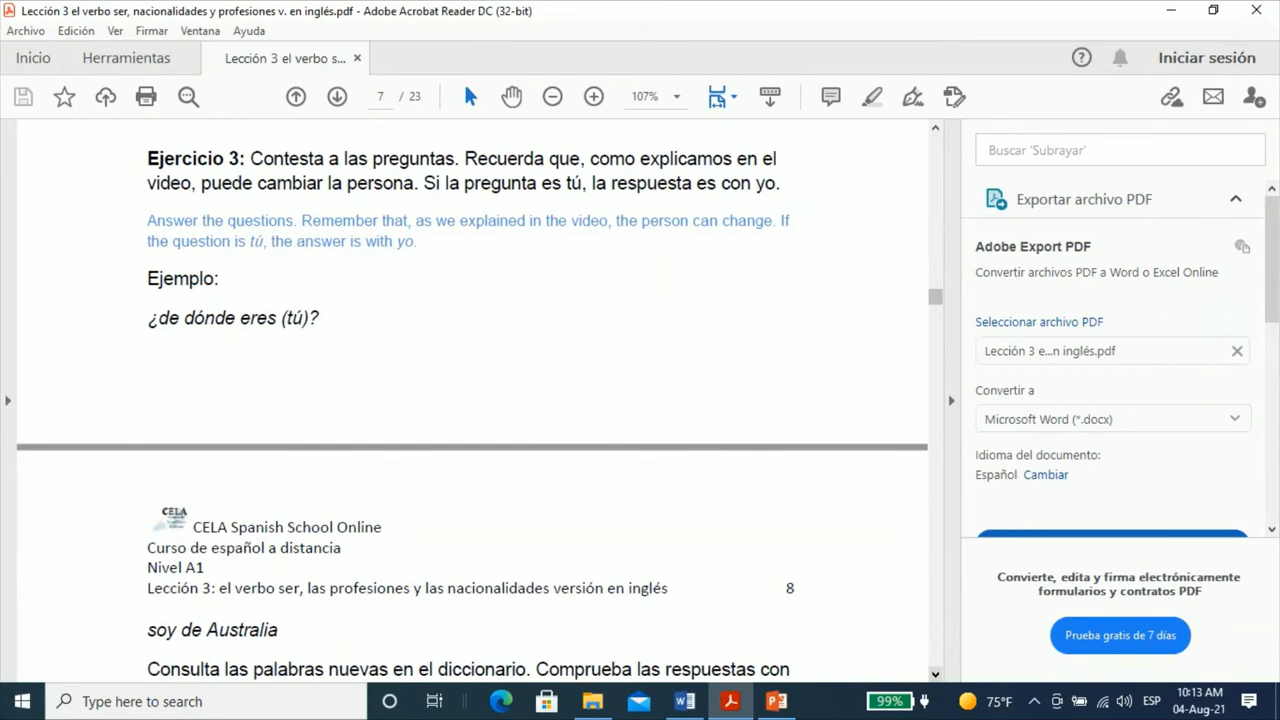 Lección 3 el verbo ser, nacionalidades y profesiones v. en inglés.pdf - Adobe Acrobat Reader DC (32-bit)
Archivo Edición Ver Firmar Ventana Ayuda
Inicio Herramientas Lección 3 el verbo s... Iniciar sesión
7 / 23 107%
Ejercicio 3: Contesta a las preguntas. Recuerda que, como explicamos en el
video, puede cambiar la persona. Si la pregunta es tú, la respuesta es con yo.
Answer the questions. Remember that, as we explained in the video, the person can change. If
the question is tú, the answer is with yo.
Ejemplo:
¿de dónde eres (tú)?
CELA
CELA Spanish School Online
Curso de español a distancia
Nivel A1
Lección 3: el verbo ser, las profesiones y las nacionalidades versión en inglés 8
soy de Australia
Consulta las palabras nuevas en el diccionario. Comprueba las respuestas con
Buscar 'Subrayar'
Exportar archivo PDF
Adobe Export PDF
Convertir archivos PDF a Word o Excel Online
Seleccionar archivo PDF
Lección 3 e...n inglés.pdf
Convertir a
Microsoft Word (*.docx)
Idioma del documento:
Español Cambiar
Convierte, edita y firma electrónicamente
formularios y contratos PDF
Prueba gratis de 7 días
Type here to search
99%
75°F
ESP
10:13 AM
04-Aug-21